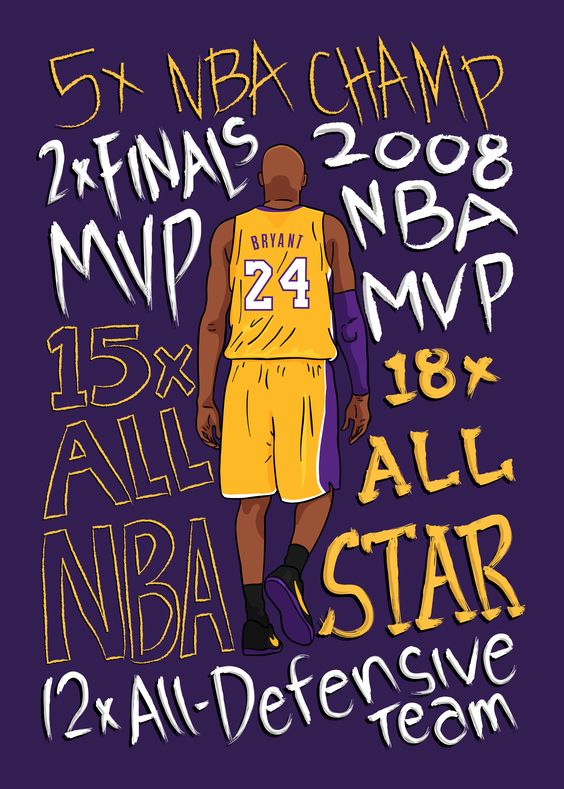 5x NBA CHAMP
2xFINALS
MVP
2008
NBA
MVP
BRYANT
24
15x
ALL
NBA
18x
ALL
STAR
12x All-Defensive
Team